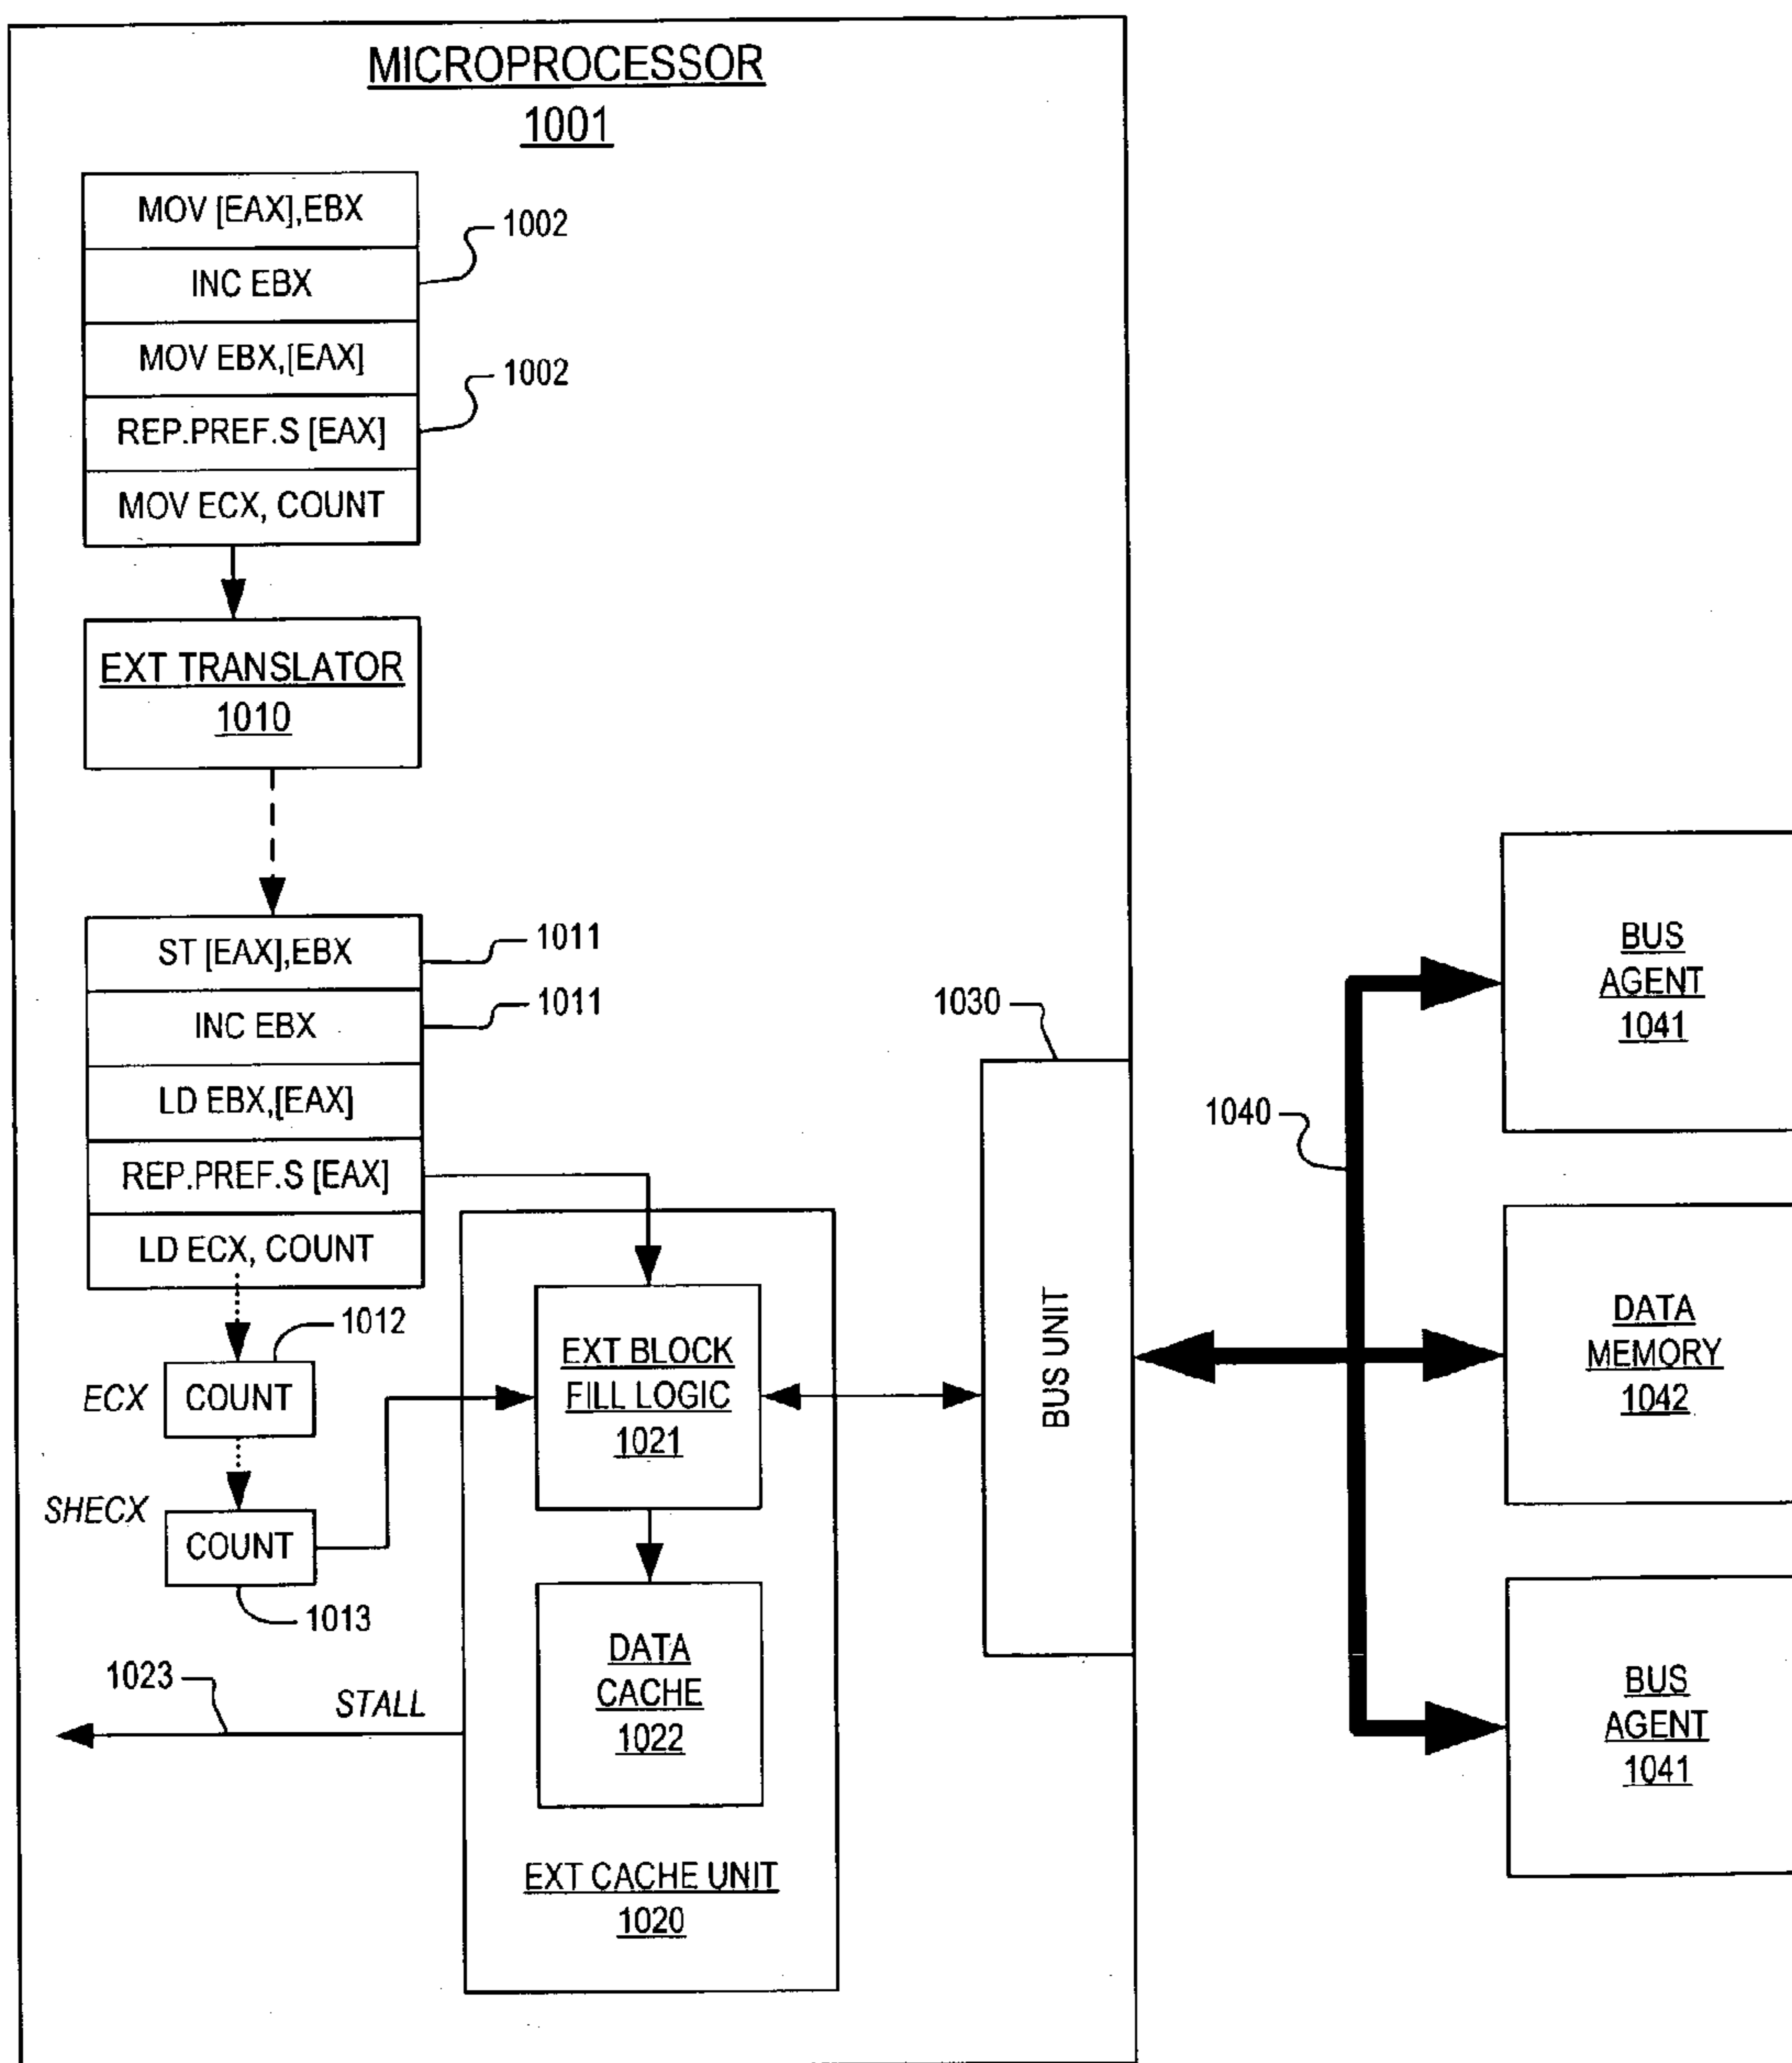 MICROPROCESSOR
1001
MOV [EAX],EBX
1002
INC EBX
MOV EBX,[EAX]
1002
REP.PREF.S [EAX]
MOV ECX, COUNT
EXT TRANSLATOR
1010
ST [EAX],EBX
1011
INC EBX
1011
LD EBX,[EAX]
REP.PREF.S [EAX]
LD ECX, COUNT
1012
ECX
COUNT
SHECX
COUNT
1013
1023
STALL
EXT BLOCK
FILL LOGIC
1021
DATA
CACHE
1022
EXT CACHE UNIT
1020
1030
BUS UNIT
1040
BUS
AGENT
1041
DATA
MEMORY
1042
BUS
AGENT
1041